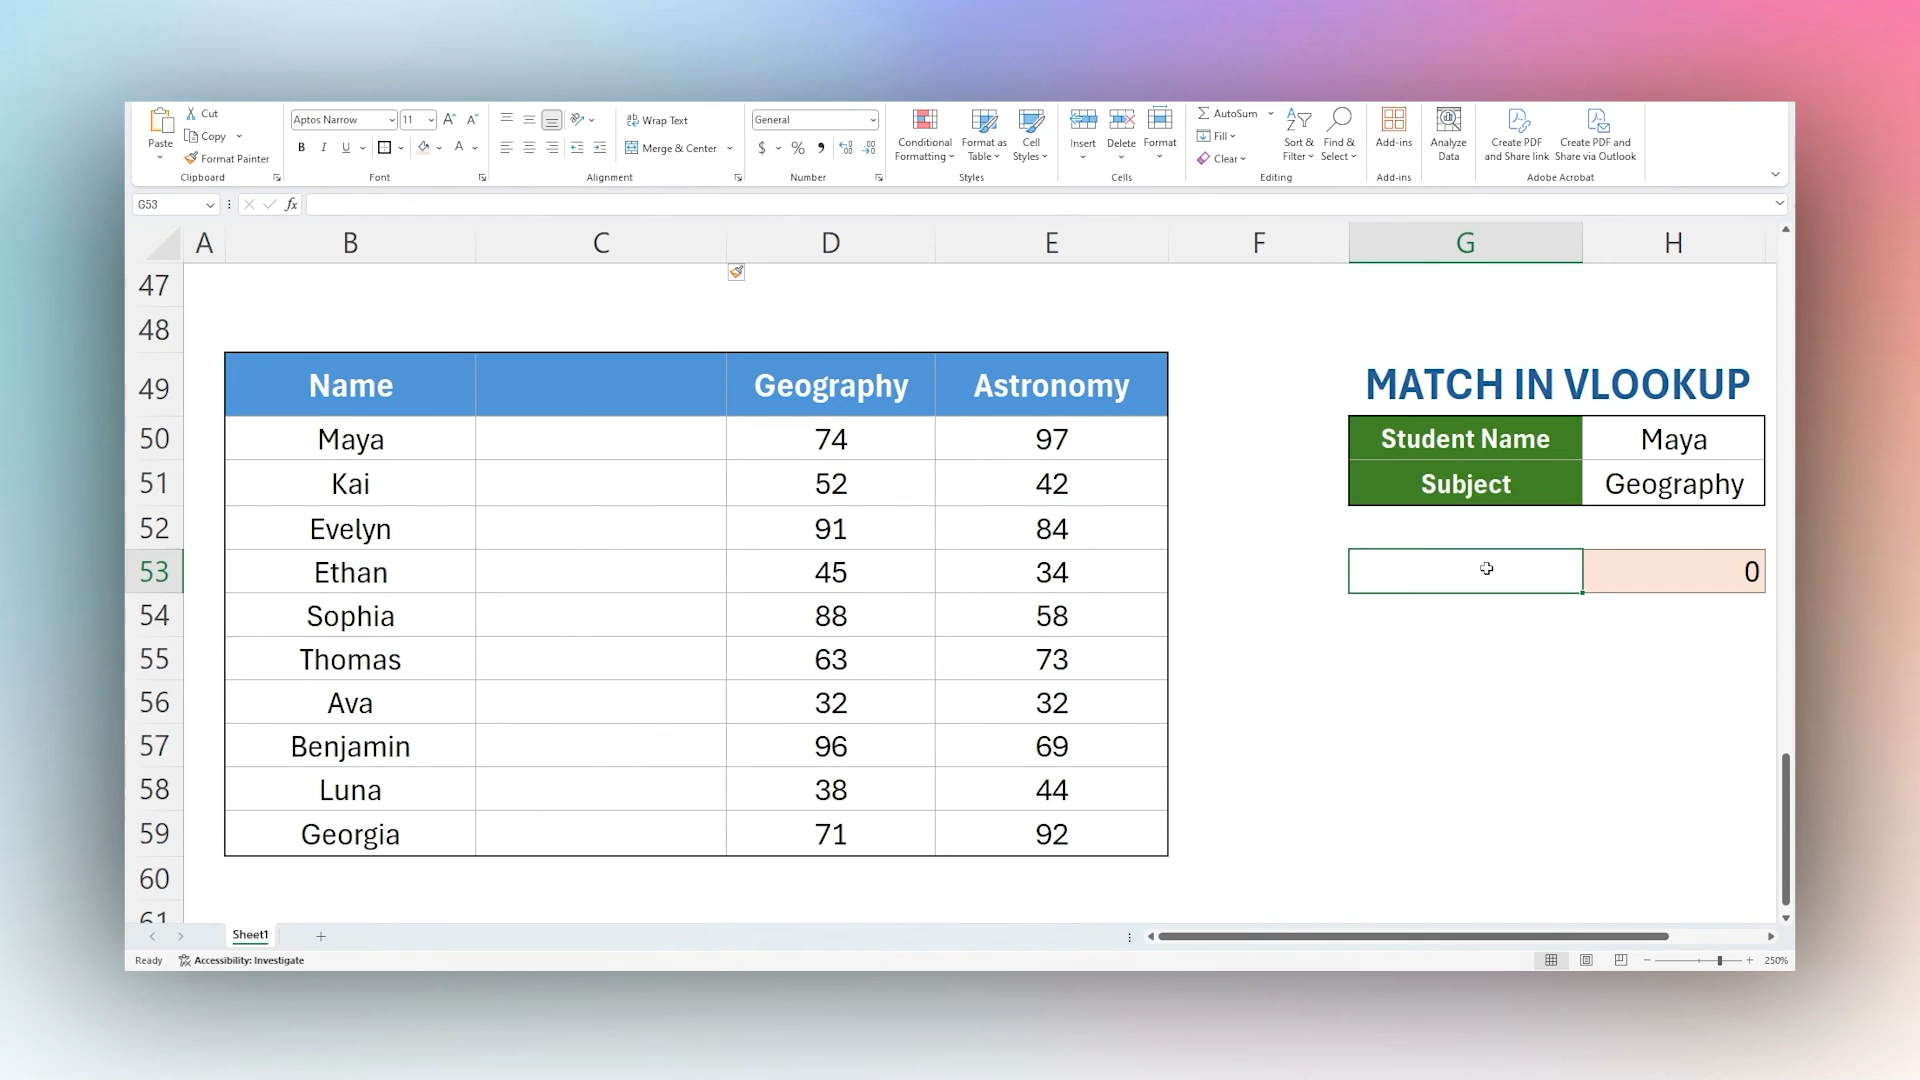 Cut
Copy
Format Painter
Paste
Clipboard
Aptos Narrow 11
B I U
Font
Wrap Text
Merge & Center
Alignment
General
$ % ,
Number
Conditional Formatting
Format as Table
Cell Styles
Styles
Insert
Delete
Format
Cells
AutoSum
Fill
Clear
Sort & Filter
Find & Select
Editing
Add-ins
Add-ins
Analyze Data
Create PDF and Share link
Create PDF and Share via Outlook
Adobe Acrobat
G53
fx
A B C D E F G H
47
48
49 Name Geography Astronomy MATCH IN VLOOKUP
50 Maya 74 97 Student Name Maya
51 Kai 52 42 Subject Geography
52 Evelyn 91 84
53 Ethan 45 34 0
54 Sophia 88 58
55 Thomas 63 73
56 Ava 32 32
57 Benjamin 96 69
58 Luna 38 44
59 Georgia 71 92
60
61
Sheet1
Ready
Accessibility: Investigate
250%